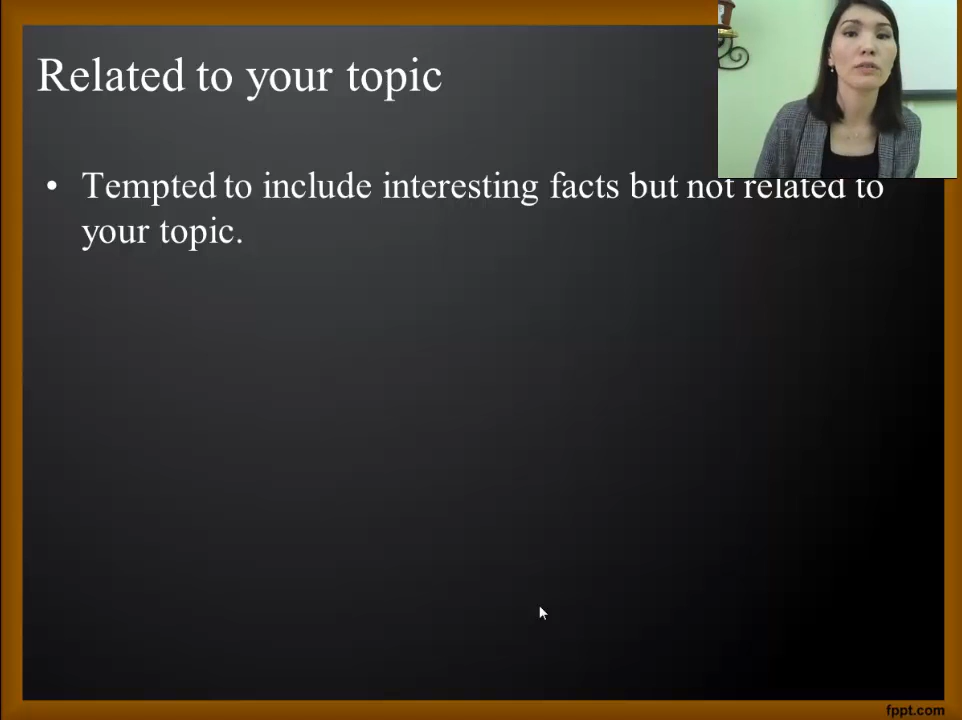 Related to your topic
• Tempted to include interesting facts but not related to
your topic.
fppt.com